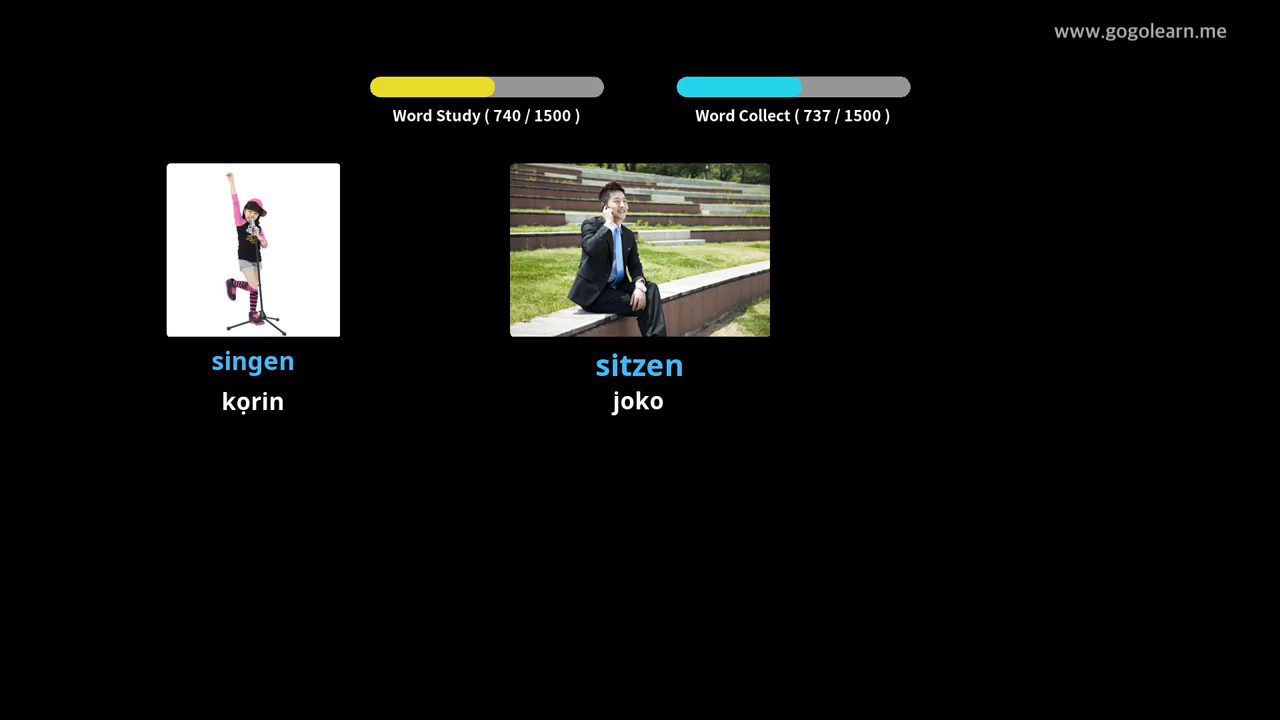 www.gogolearn.me
Word Study ( 740 / 1500 )
Word Collect ( 737 / 1500 )
singen
kọrin
sitzen
joko